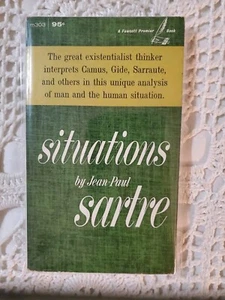 95¢
A Fawcett Premier Book
The great existentialist thinker
interprets Camus, Gide, Sarraute,
and others in this unique analysis
of man and the human situation.
situations
by Jean-Paul
sartre